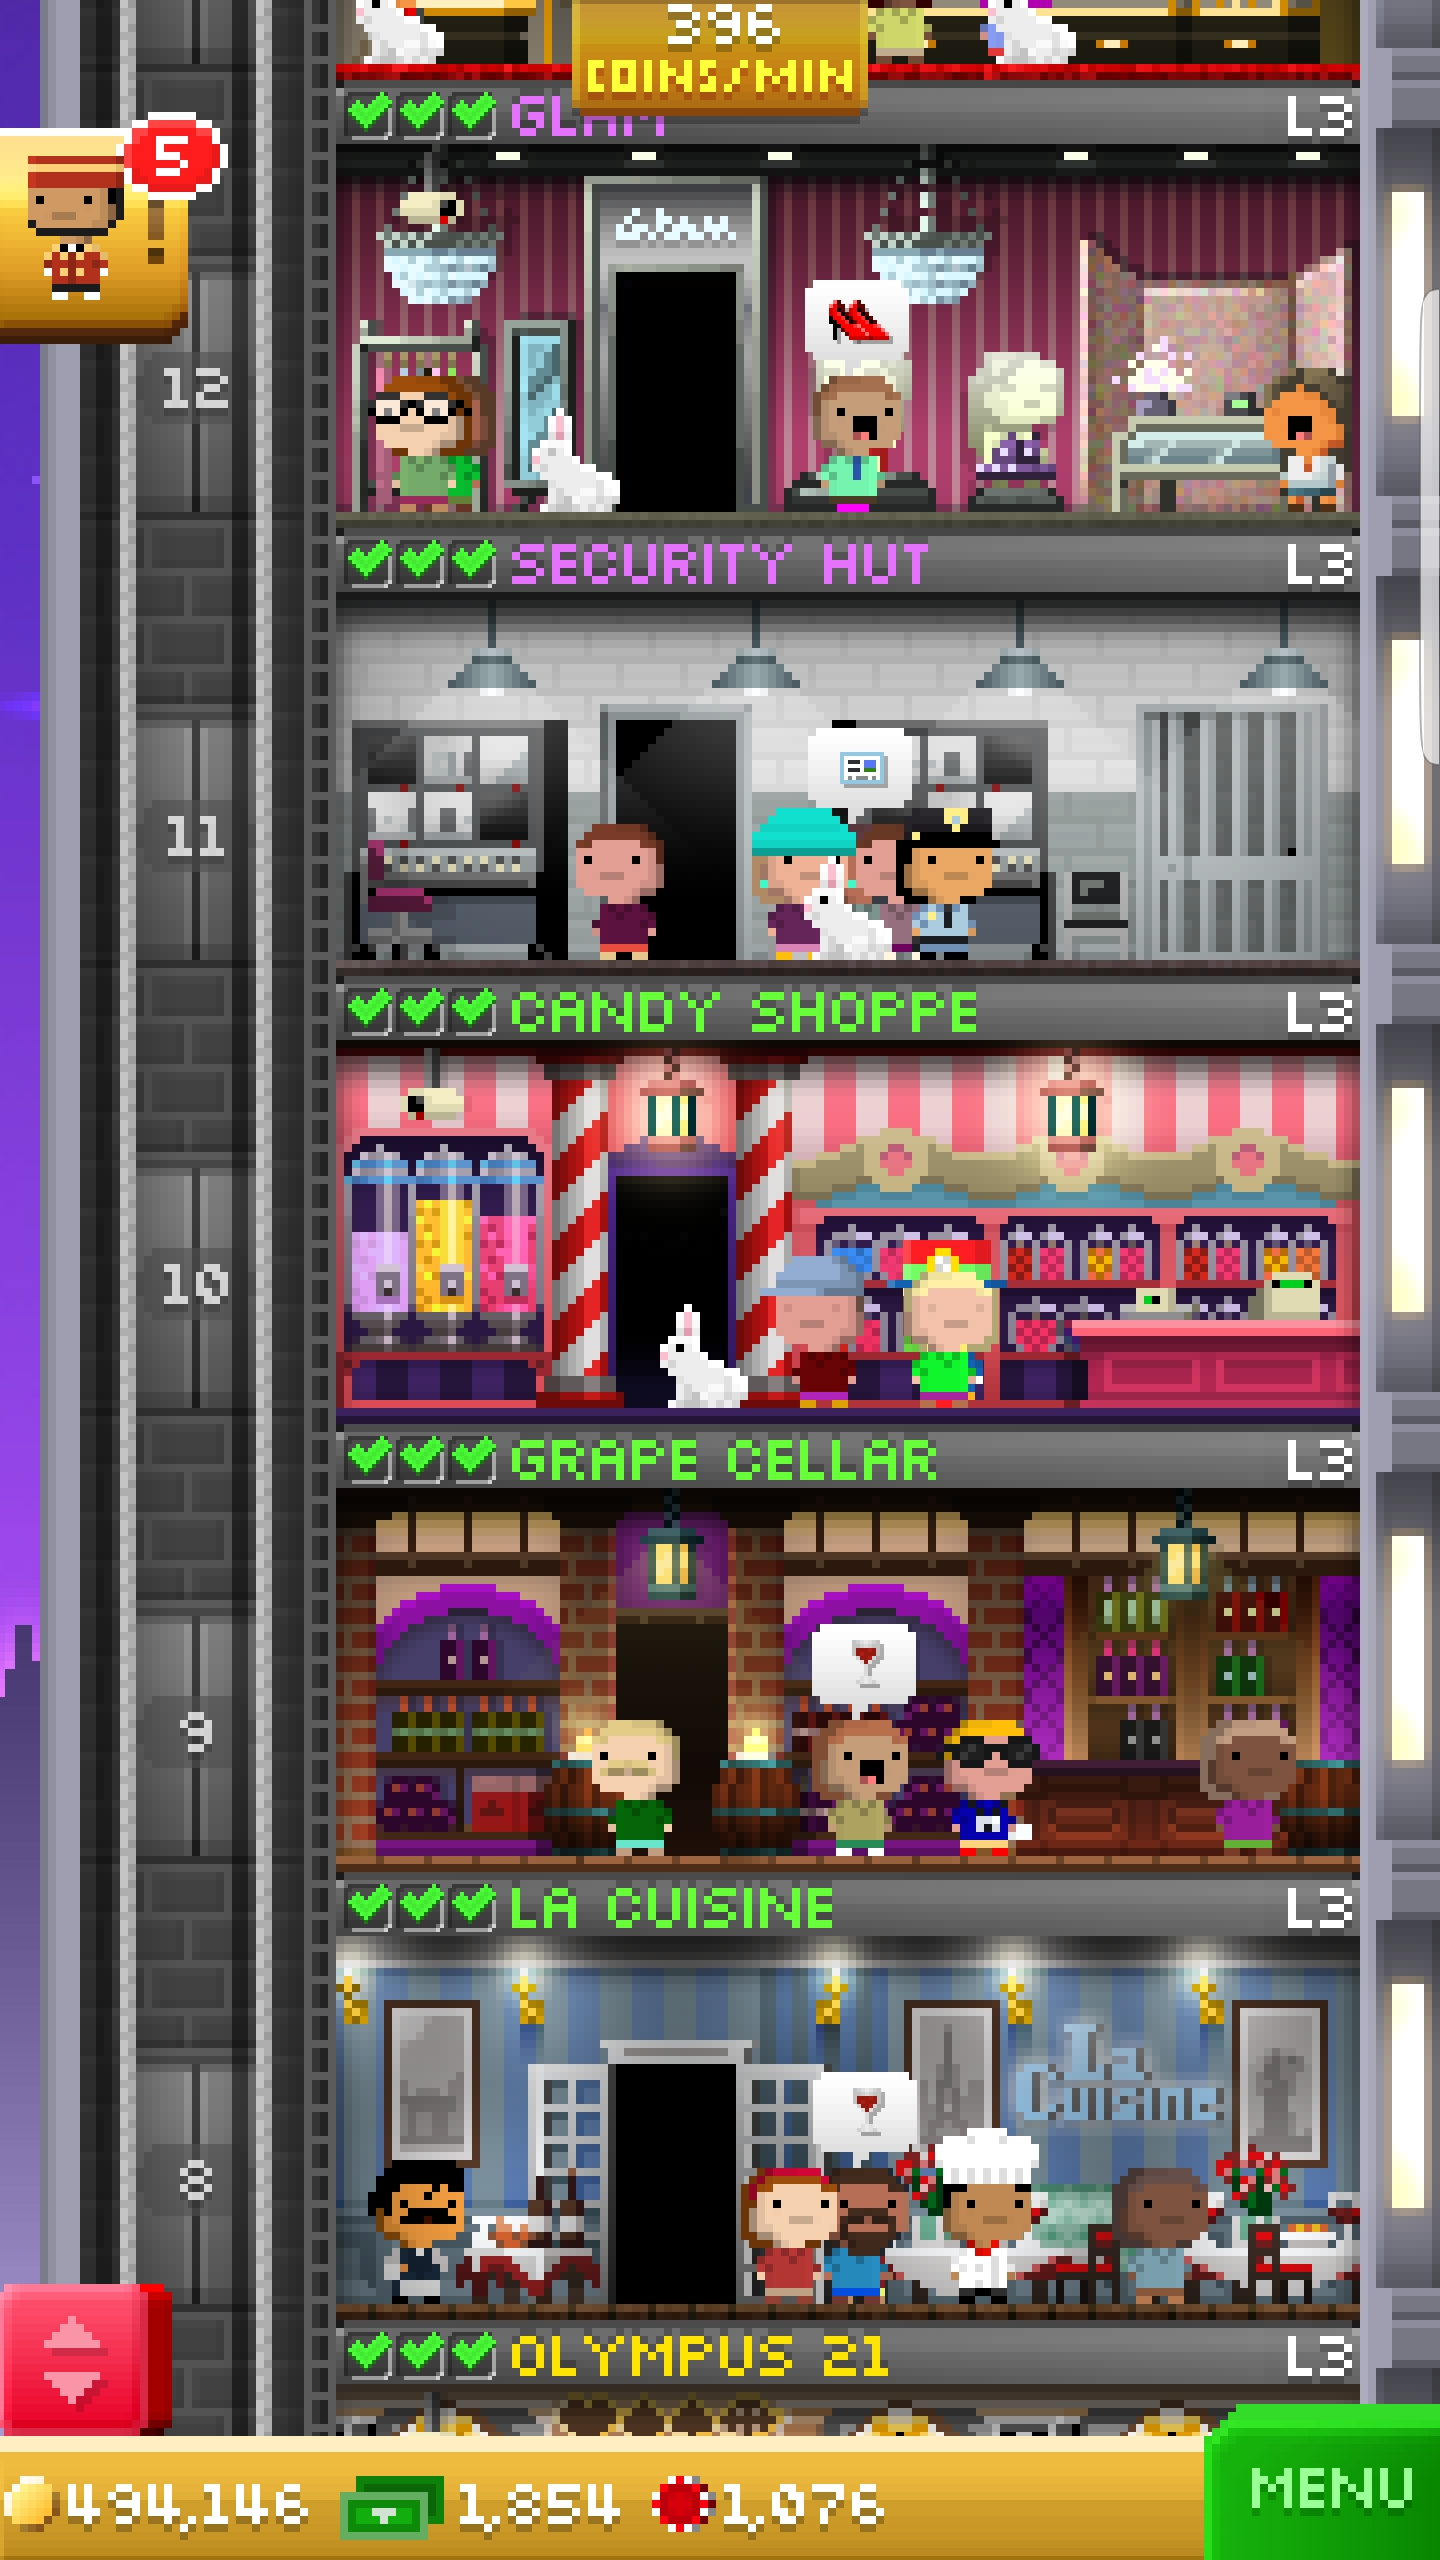 396
COINS/MIN
GLAM L3
5
Glam
12
SECURITY HUT L3
11
CANDY SHOPPE L3
10
GRAPE CELLAR L3
9
LA CUISINE L3
La
Cuisine
8
OLYMPUS 21 L3
494,146 1,854 1,076
MENU